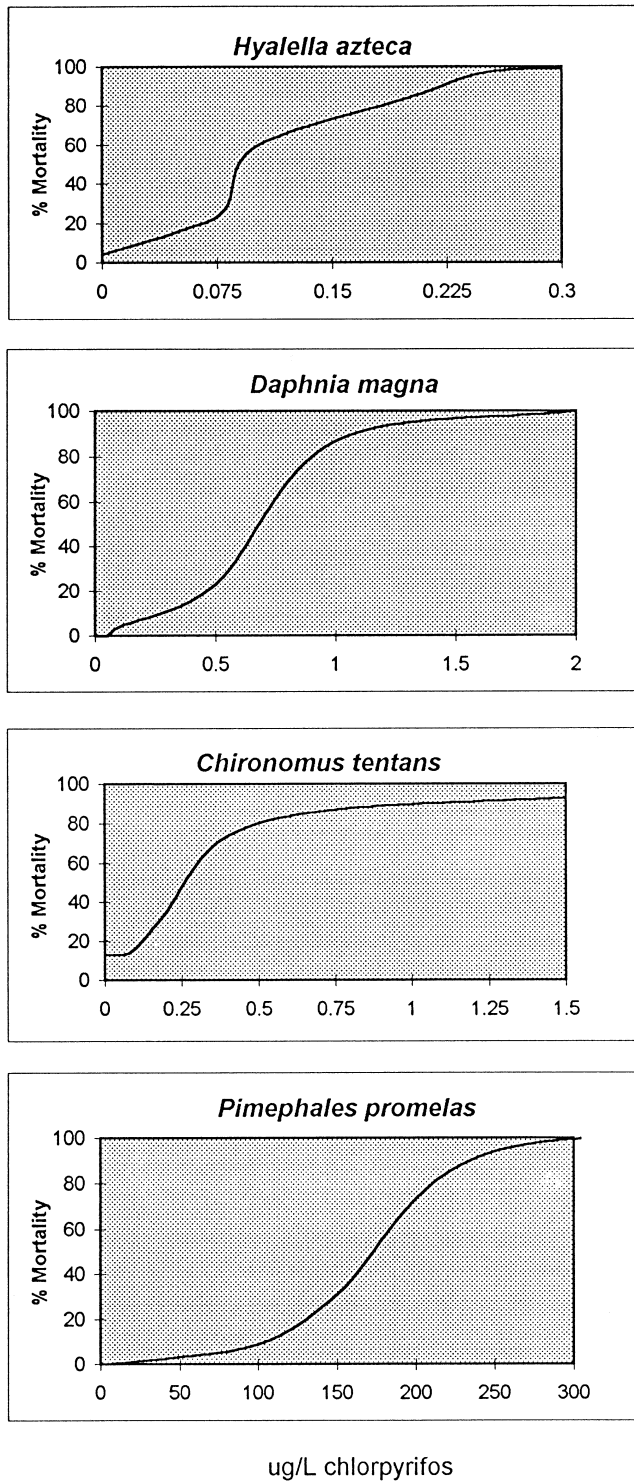 Hyalella azteca
% Mortality
100
80
60
40
20
0
0 0.075 0.15 0.225 0.3
Daphnia magna
% Mortality
100
80
60
40
20
0
0 0.5 1 1.5 2
Chironomus tentans
% Mortality
100
80
60
40
20
0
0 0.25 0.5 0.75 1 1.25 1.5
Pimephales promelas
% Mortality
100
80
60
40
20
0
0 50 100 150 200 250 300
ug/L chlorpyrifos